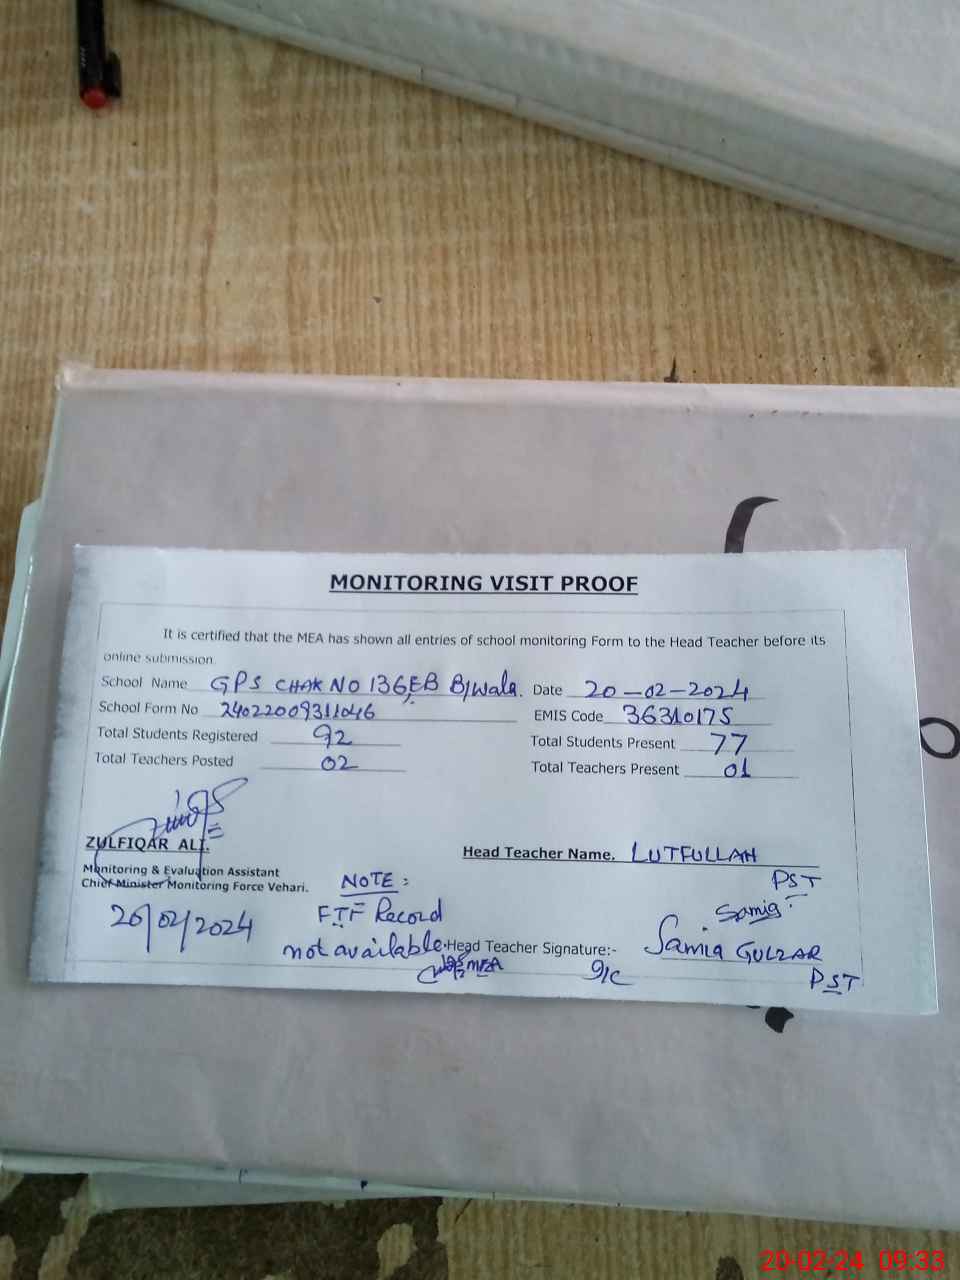 MONITORING VISIT PROOF
It is certified that the MEA has shown all entries of school monitoring Form to the Head Teacher before its
online submission.
School Name GPS CHAK NO 136/EB B/wala. Date 20-02-2024
School Form No 24022009311046 EMIS Code 36310175
Total Students Registered 92 Total Students Present 77
Total Teachers Posted 02 Total Teachers Present 01
ZULFIQAR ALI. Head Teacher Name. LUTFULLAH
PST
Monitoring & Evaluation Assistant
Chief Minister Monitoring Force Vehari.
NOTE:
FTF Record
not available.
20/02/2024
MEA
Samia
Head Teacher Signature:- Samia GULZAR
I/C PST
20-02-24 09:33